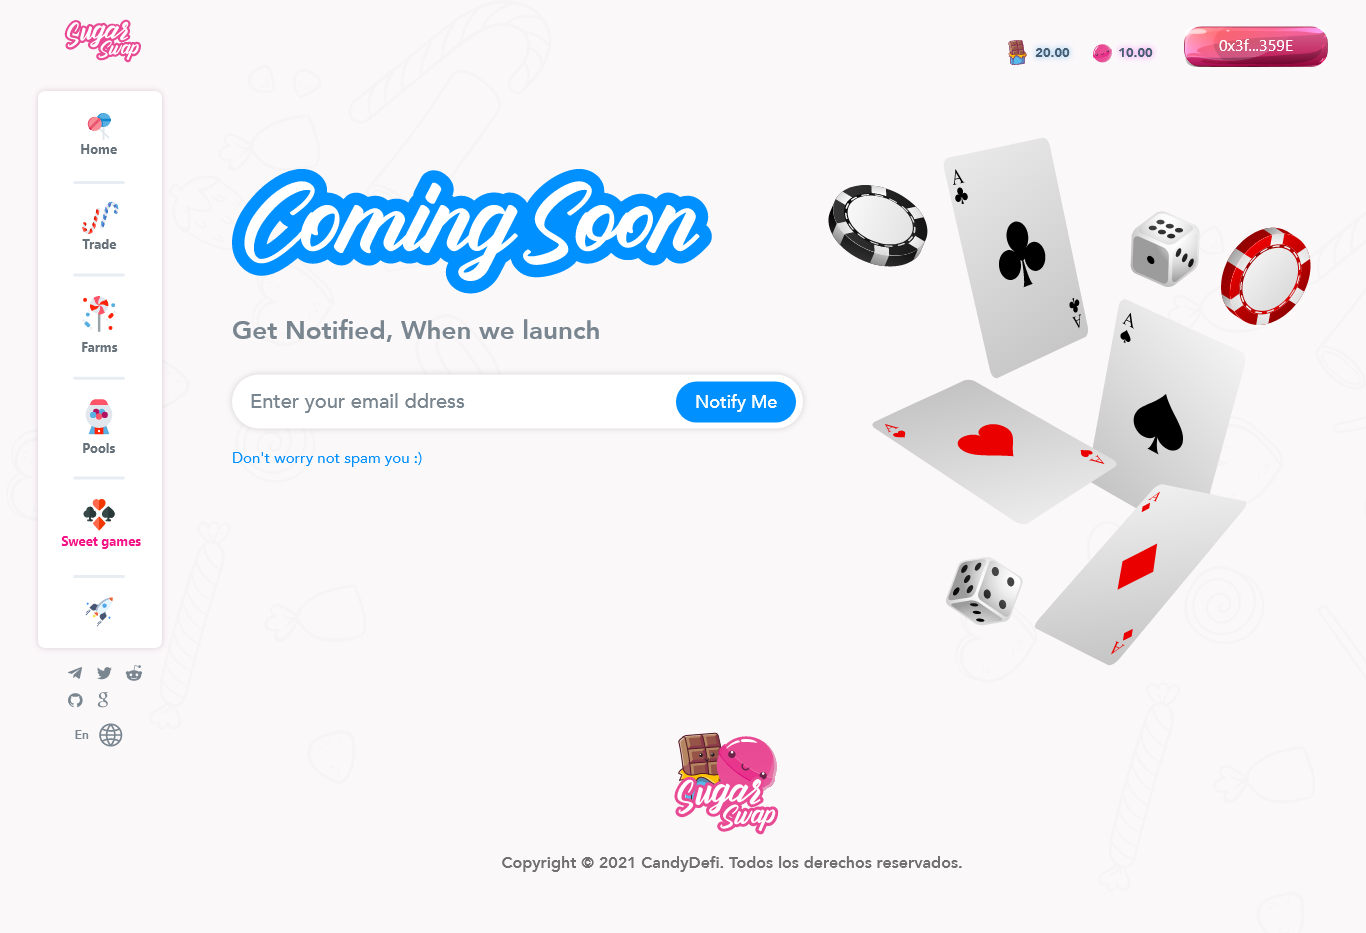 Sugar
Swap
20.00
10.00
0x3f...359E
Home
Trade
Farms
Pools
Sweet games
En
Coming Soon
Get Notified, When we launch
Enter your email ddress
Notify Me
Don't worry not spam you :)
A
A
A
A
A
A
A
Sugar
Swap
Copyright © 2021 CandyDefi. Todos los derechos reservados.